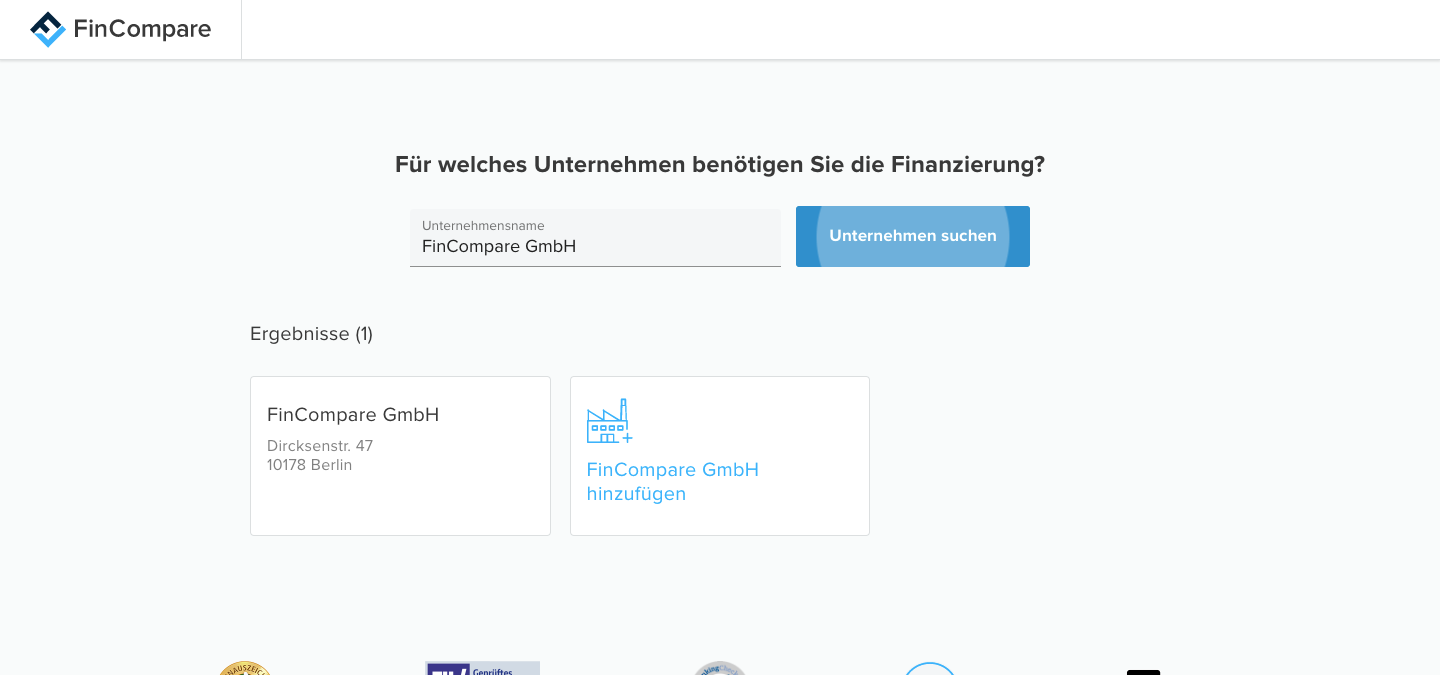 FinCompare
Für welches Unternehmen benötigen Sie die Finanzierung?
Unternehmensname
FinCompare GmbH
Unternehmen suchen
Ergebnisse (1)
FinCompare GmbH
Dircksenstr. 47
10178 Berlin
FinCompare GmbH
hinzufügen
Geprüftes